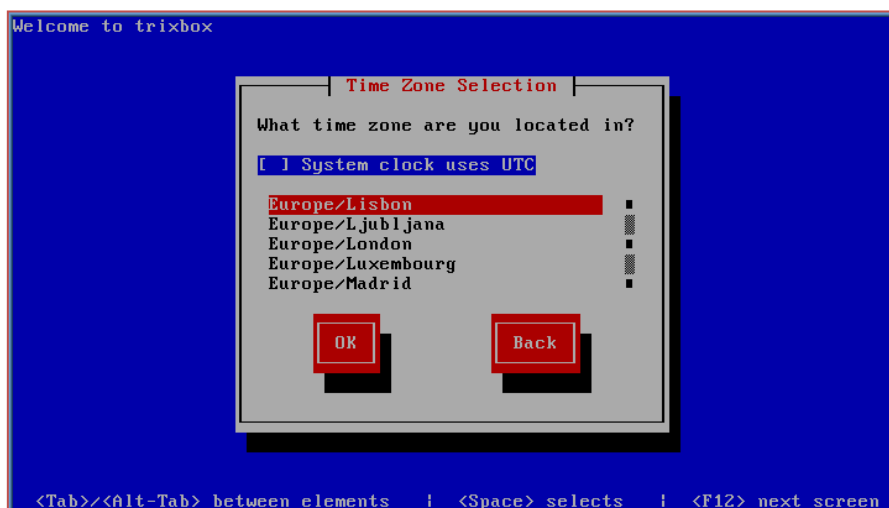 Welcome to trixbox
Time Zone Selection
What time zone are you located in?
[ ] System clock uses UTC
Europe/Lisbon
Europe/Ljubljana
Europe/London
Europe/Luxembourg
Europe/Madrid
OK Back
<Tab>/<Alt-Tab> between elements | <Space> selects | <F12> next screen